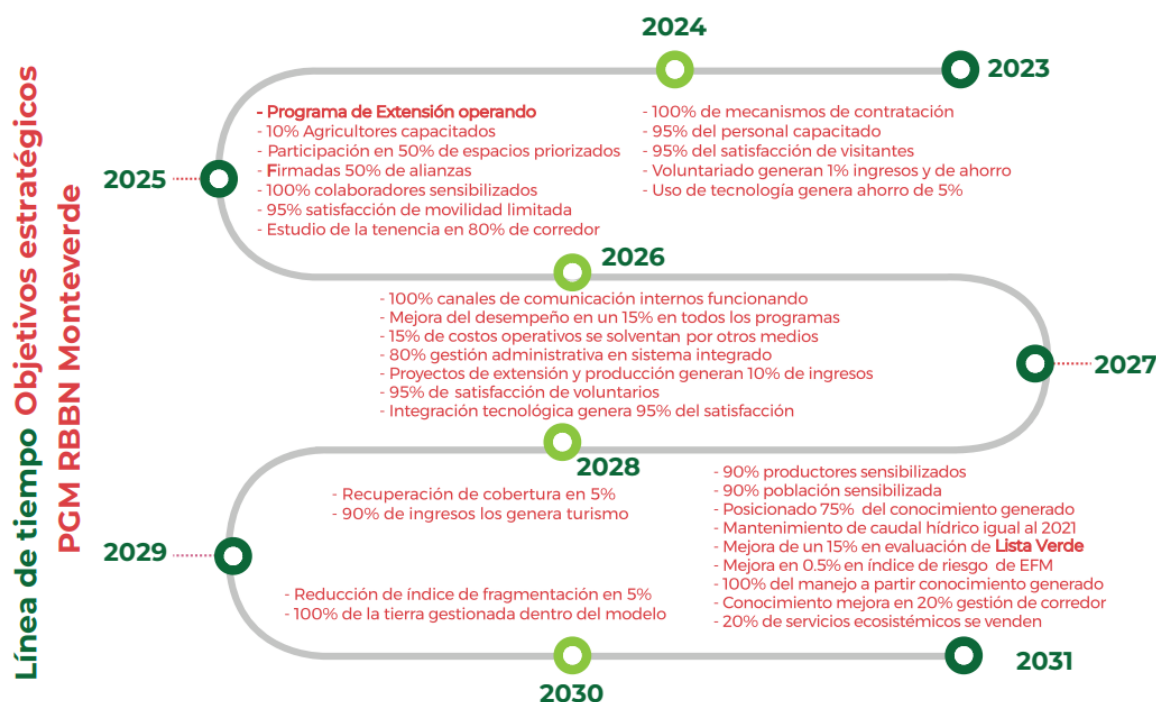 Línea de tiempo Objetivos estratégicos
PGM RBBN Monteverde
2023
2024
- 100% de mecanismos de contratación
- 95% del personal capacitado
- 95% del satisfacción de visitantes
- Voluntariado generan 1% ingresos y de ahorro
- Uso de tecnología genera ahorro de 5%
2025
- Programa de Extensión operando
- 10% Agricultores capacitados
- Participación en 50% de espacios priorizados
- Firmadas 50% de alianzas
- 100% colaboradores sensibilizados
- 95% satisfacción de movilidad limitada
- Estudio de la tenencia en 80% de corredor
2026
- 100% canales de comunicación internos funcionando
- Mejora del desempeño en un 15% en todos los programas
- 15% de costos operativos se solventan por otros medios
- 80% gestión administrativa en sistema integrado
- Proyectos de extensión y producción generan 10% de ingresos
- 95% de satisfacción de voluntarios
- Integración tecnológica genera 95% del satisfacción
2027
2028
- Recuperación de cobertura en 5%
- 90% de ingresos los genera turismo
2029
- Reducción de índice de fragmentación en 5%
- 100% de la tierra gestionada dentro del modelo
2030
- 90% productores sensibilizados
- 90% población sensibilizada
- Posicionado 75% del conocimiento generado
- Mantenimiento de caudal hídrico igual al 2021
- Mejora de un 15% en evaluación de Lista Verde
- Mejora en 0.5% en índice de riesgo de EFM
- 100% del manejo a partir conocimiento generado
- Conocimiento mejora en 20% gestión de corredor
- 20% de servicios ecosistémicos se venden
2031